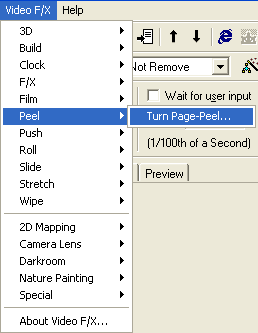 Video F/X Help
3D
Build
Clock
F/X
Film
Peel
Push
Roll
Slide
Stretch
Wipe
2D Mapping
Camera Lens
Darkroom
Nature Painting
Special
About Video F/X...
Not Remove
Wait for user input
Turn Page-Peel...
(1/100th of a Second)
Preview